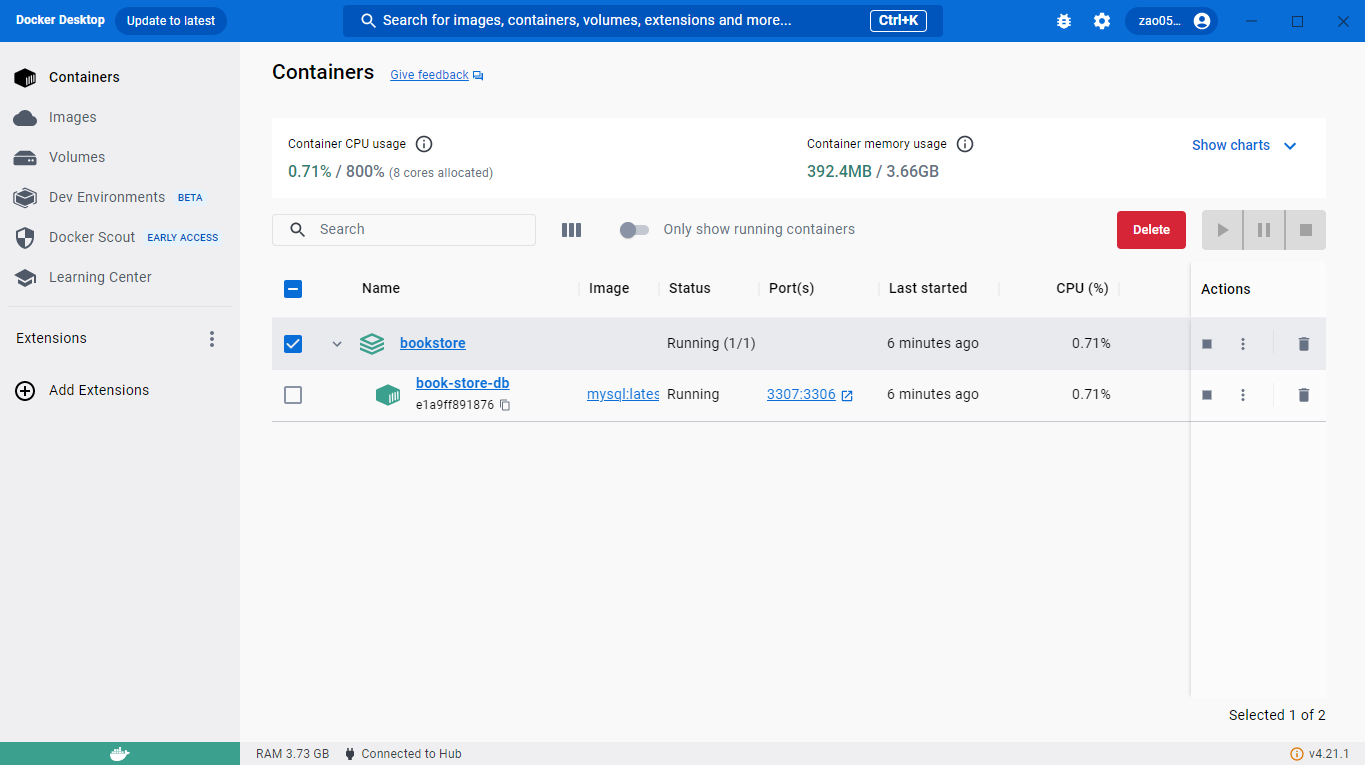 Docker Desktop
Update to latest
Search for images, containers, volumes, extensions and more...
Ctrl+K
zao05...
Containers
Images
Volumes
Dev Environments BETA
Docker Scout EARLY ACCESS
Learning Center
Extensions
Add Extensions
Containers Give feedback
Container CPU usage
0.71% / 800% (8 cores allocated)
Container memory usage
392.4MB / 3.66GB
Show charts
Search
Only show running containers
Delete
Name Image Status Port(s) Last started CPU (%) Actions
bookstore Running (1/1) 6 minutes ago 0.71%
book-store-db mysql:lates Running 3307:3306 6 minutes ago 0.71%
e1a9ff891876
Selected 1 of 2
RAM 3.73 GB Connected to Hub v4.21.1